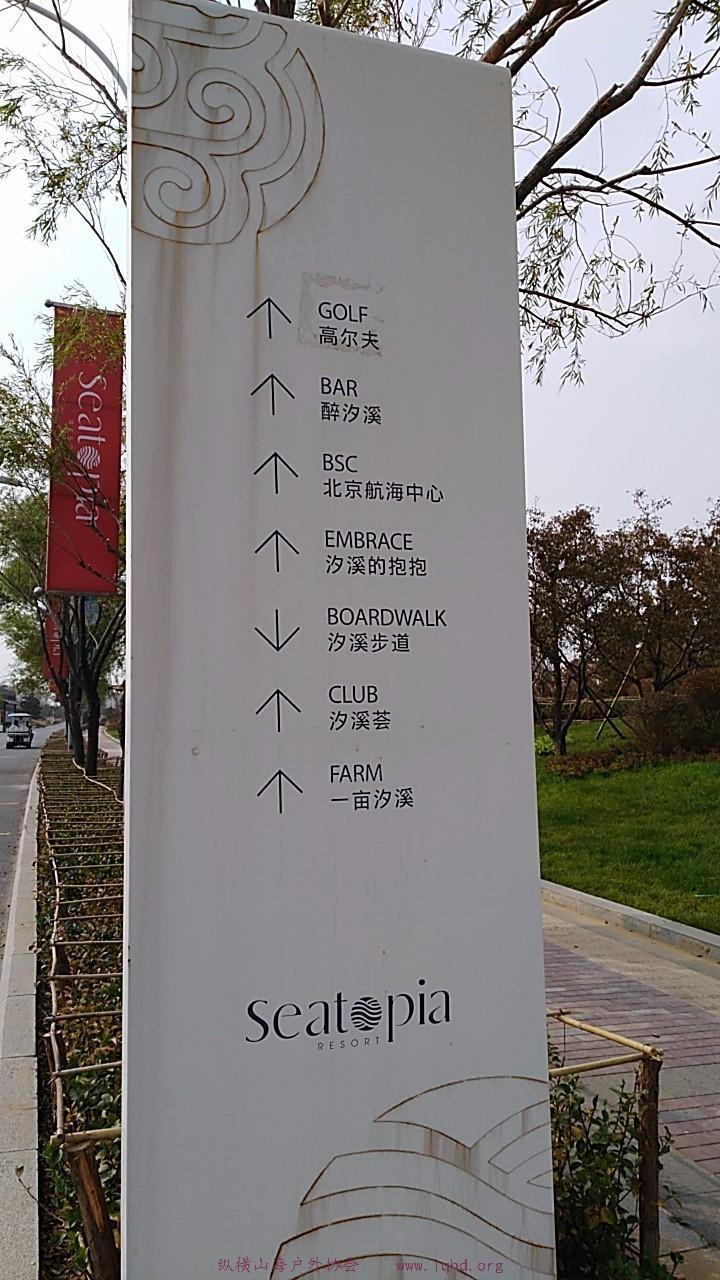 GOLF
高尔夫
BAR
醉汐溪
BSC
北京航海中心
EMBRACE
汐溪的抱抱
BOARDWALK
汐溪步道
CLUB
汐溪荟
FARM
一亩汐溪
seatopia
RESORT
seatopia
纵横山海户外协会 www.1qhd.org